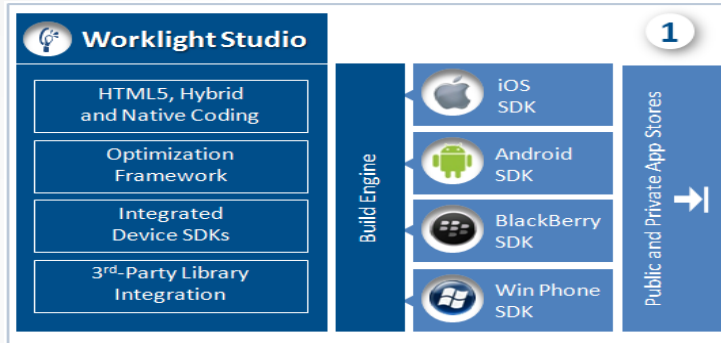 Worklight Studio
HTML5, Hybrid
and Native Coding
Optimization
Framework
Integrated
Device SDKs
3rd-Party Library
Integration
Build Engine
iOS
SDK
Android
SDK
BlackBerry
SDK
Win Phone
SDK
1
Public and Private App Stores